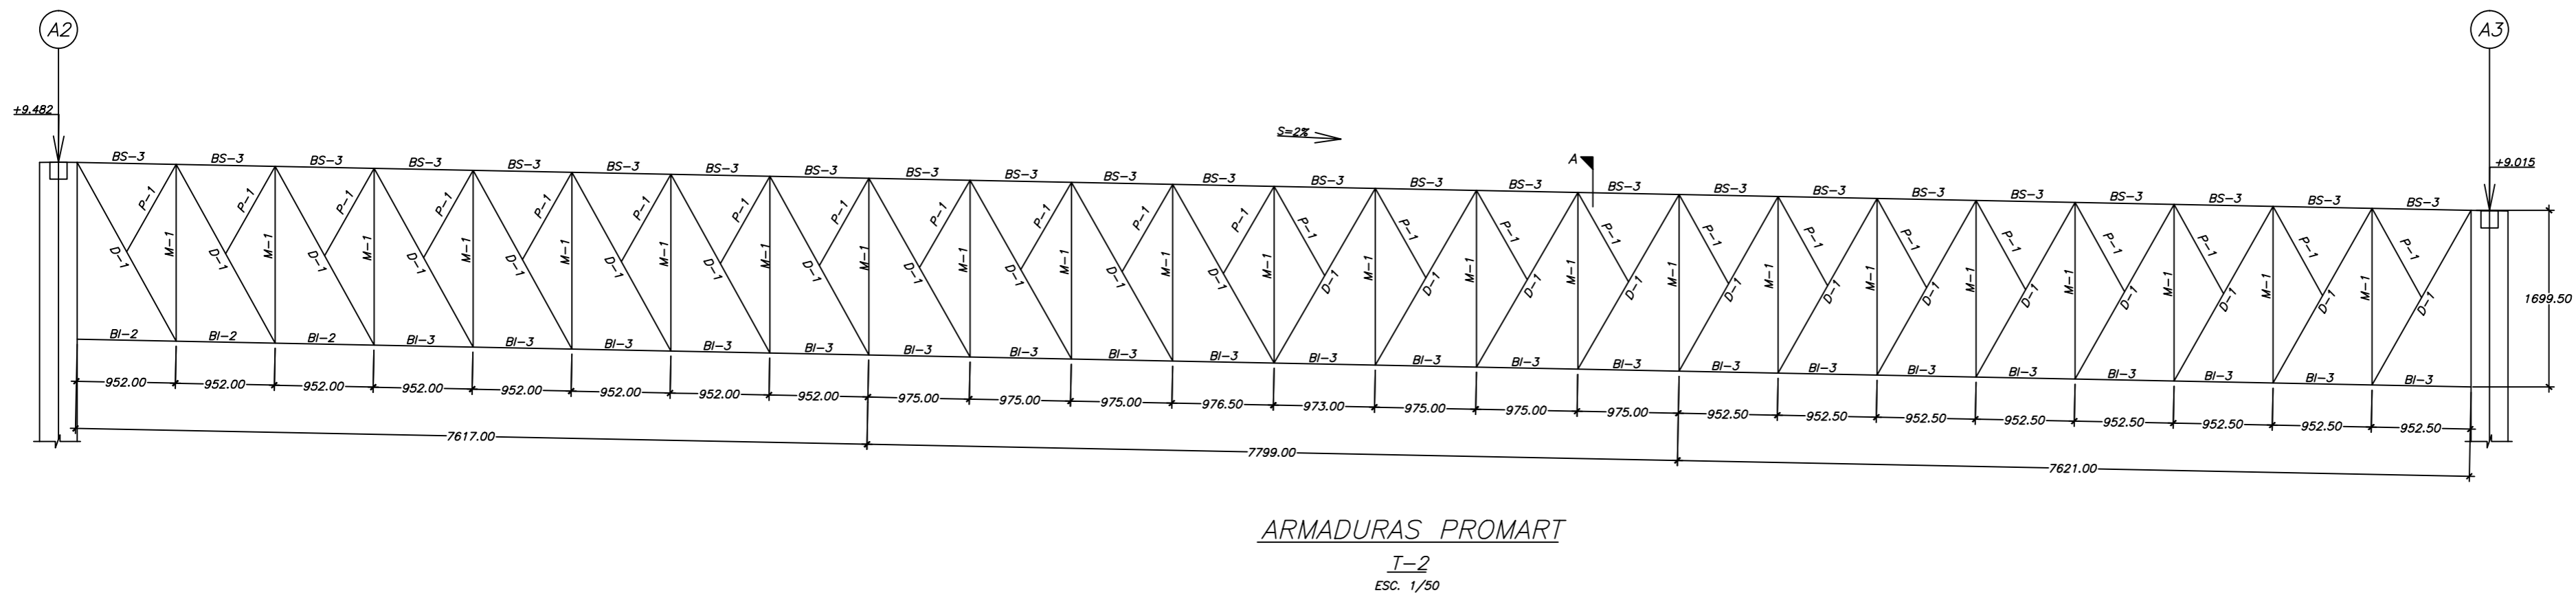 A2 A3
+9.482
S=2%
A
+9.015
BS-3 BS-3 BS-3 BS-3 BS-3 BS-3 BS-3 BS-3 BS-3 BS-3 BS-3 BS-3 BS-3 BS-3 BS-3 BS-3 BS-3 BS-3 BS-3 BS-3 BS-3 BS-3 BS-3 BS-3
P-1 P-1 P-1 P-1 P-1 P-1 P-1 P-1 P-1 P-1 P-1 P-1 P-1 P-1 P-1 P-1 P-1 P-1 P-1 P-1 P-1 P-1 P-1 P-1
M-1 M-1 M-1 M-1 M-1 M-1 M-1 M-1 M-1 M-1 M-1 M-1 M-1 M-1 M-1 M-1 M-1 M-1 M-1 M-1 M-1 M-1 M-1
D-1 D-1 D-1 D-1 D-1 D-1 D-1 D-1 D-1 D-1 D-1 D-1 D-1 D-1 D-1 D-1 D-1 D-1 D-1 D-1 D-1 D-1 D-1 D-1
1699.50
BI-2 BI-2 BI-2 BI-3 BI-3 BI-3 BI-3 BI-3 BI-3 BI-3 BI-3 BI-3 BI-3 BI-3 BI-3 BI-3 BI-3 BI-3 BI-3 BI-3 BI-3 BI-3 BI-3 BI-3
952.00 952.00 952.00 952.00 952.00 952.00 952.00 952.00 975.00 975.00 975.00 976.50 973.00 975.00 975.00 975.00 952.50 952.50 952.50 952.50 952.50 952.50 952.50 952.50
7617.00 7799.00 7621.00
ARMADURAS PROMART
T-2
ESC. 1/50